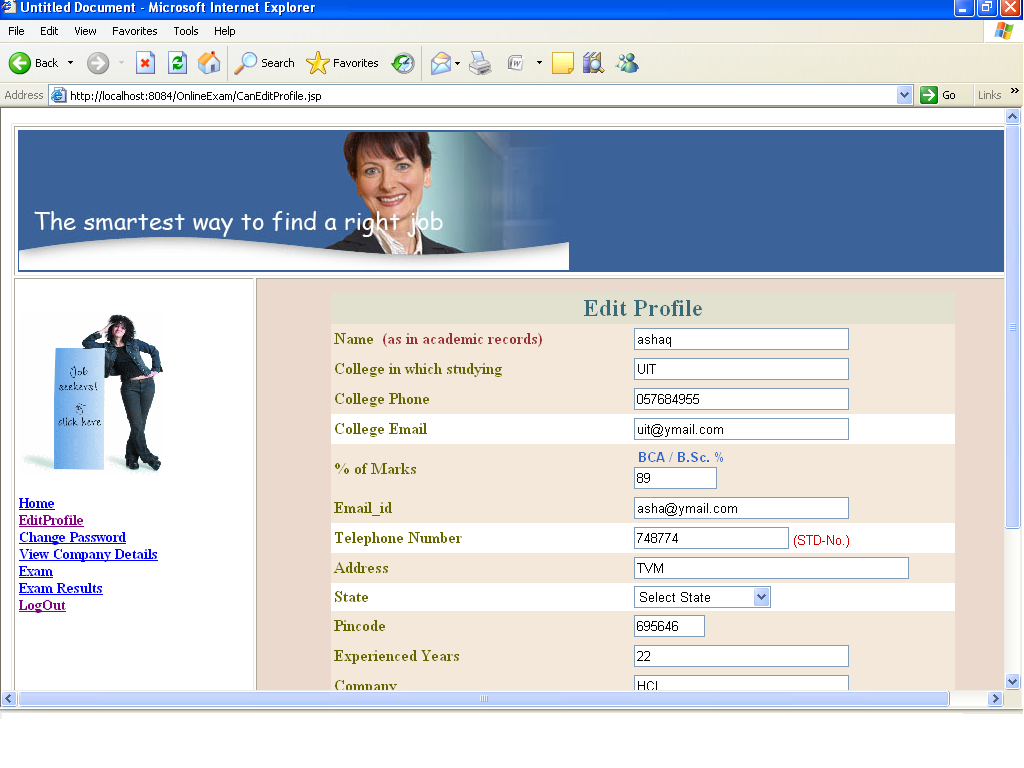 Untitled Document - Microsoft Internet Explorer
File Edit View Favorites Tools Help
Back Search Favorites
Address http://localhost:8084/OnlineExam/CanEditProfile.jsp Go Links »
The smartest way to find a right job
Job
seekers!
click here
Home
EditProfile
Change Password
View Company Details
Exam
Exam Results
LogOut
Edit Profile
Name (as in academic records) ashaq
College in which studying UIT
College Phone 057684955
College Email uit@ymail.com
BCA / B.Sc. %
% of Marks 89
Email_id asha@ymail.com
Telephone Number 748774 (STD-No.)
Address TVM
State Select State
Pincode 695646
Experienced Years 22
Company HCL